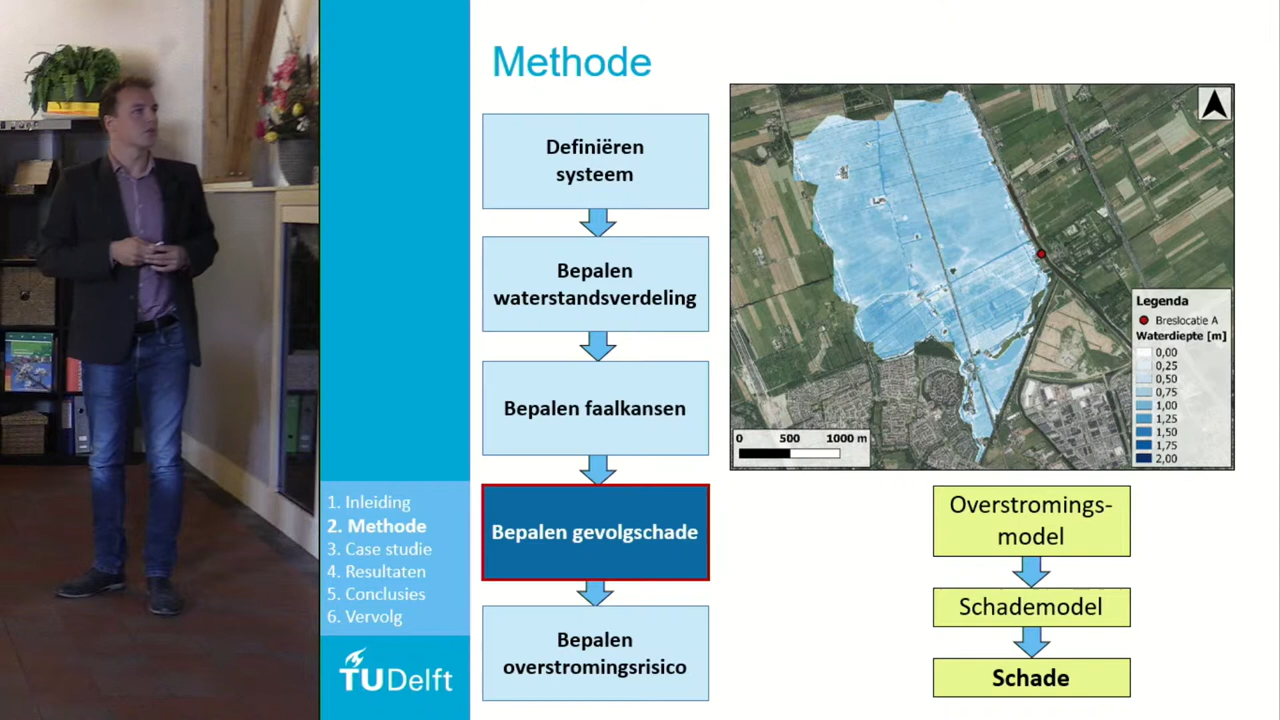 Methode
Definiëren
systeem
Bepalen
waterstandsverdeling
Bepalen faalkansen
Bepalen gevolgschade
Bepalen
overstromingsrisico
1. Inleiding
2. Methode
3. Case studie
4. Resultaten
5. Conclusies
6. Vervolg
TUDelft
0 500 1000 m
Legenda
Breslocatie A
Waterdiepte [m]
0,00
0,25
0,50
0,75
1,00
1,25
1,50
1,75
2,00
Overstromings-
model
Schademodel
Schade